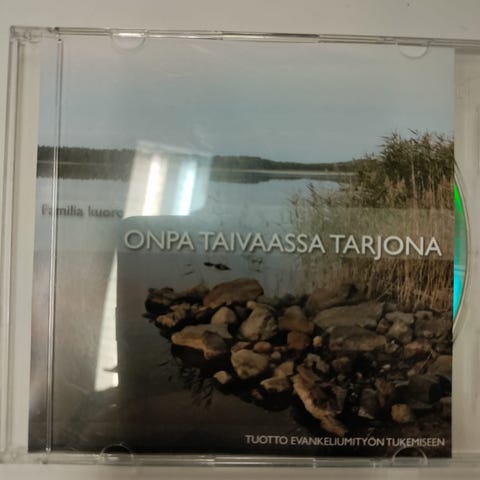 Familia kuoro
ONPA TAIVAASSA TARJONA
TUOTTO EVANKELIUMITYÖN TUKEMISEEN